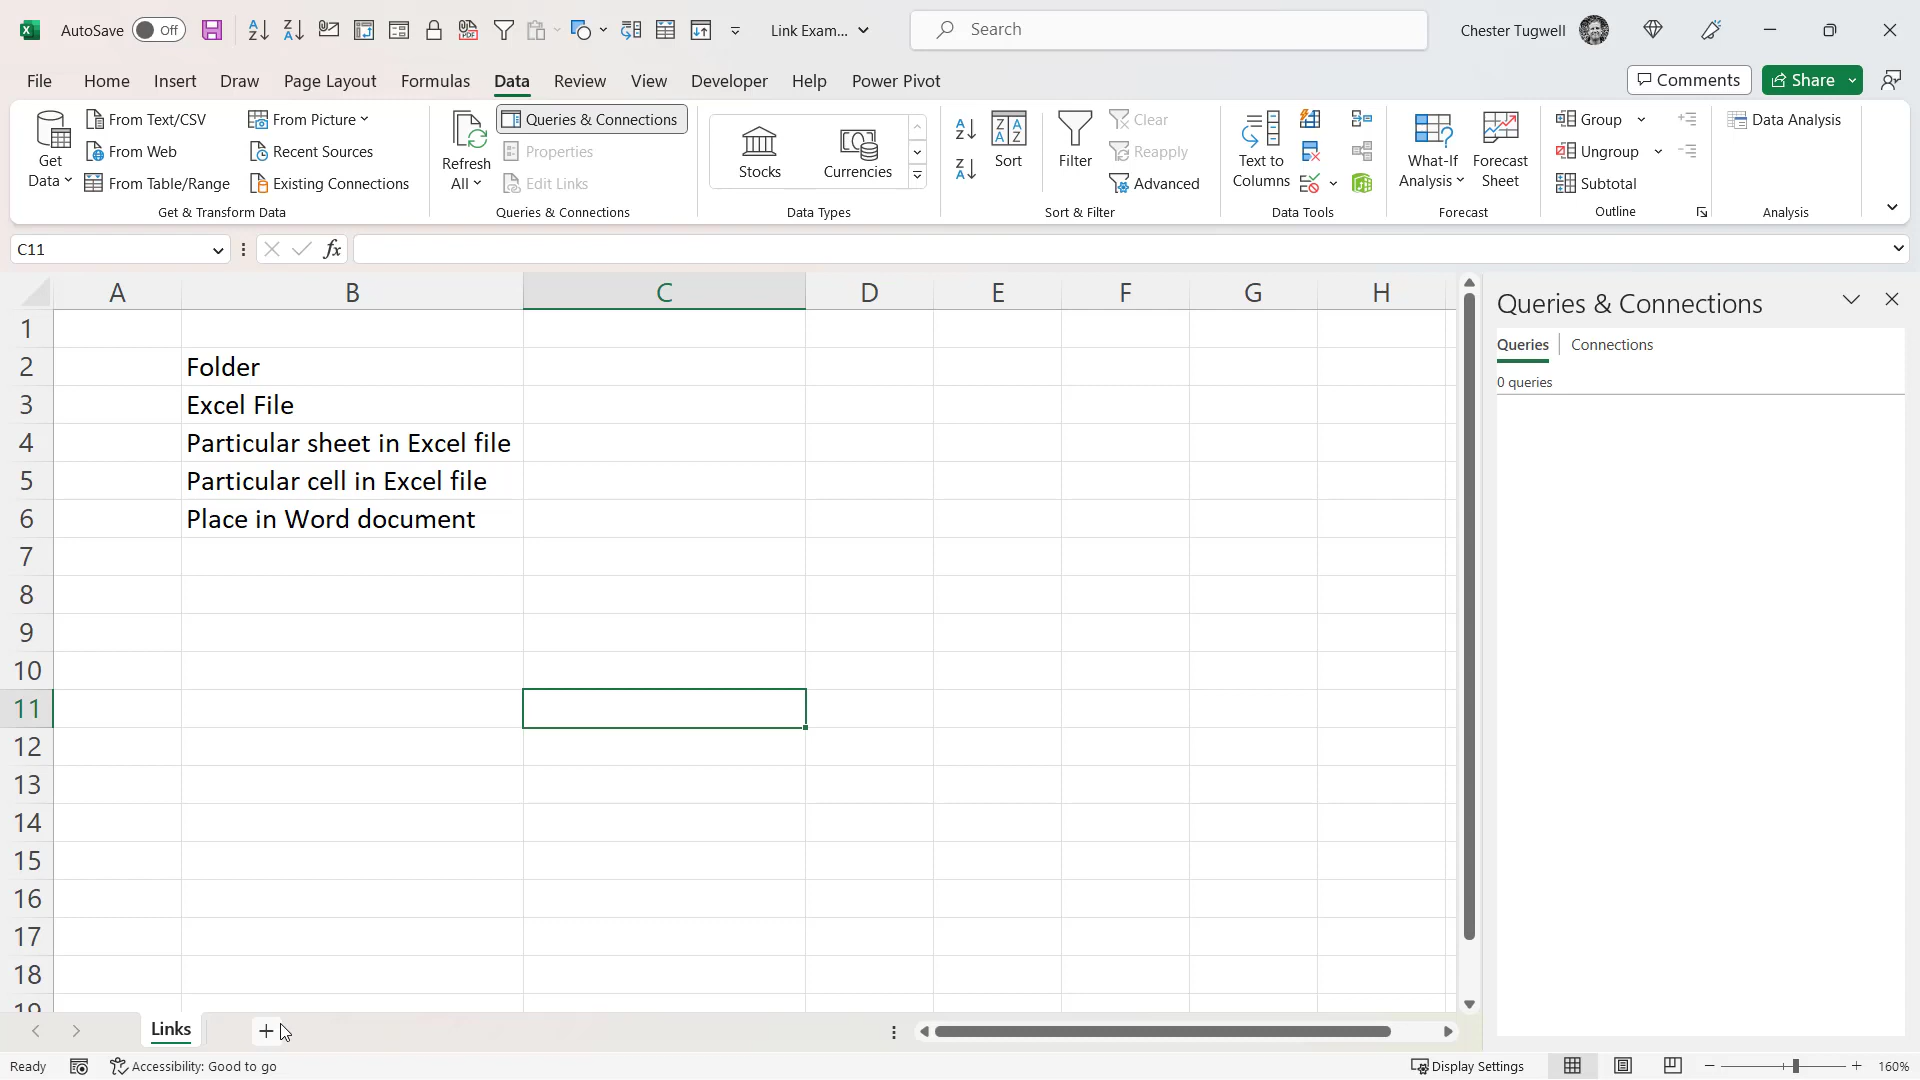 AutoSave Off Link Exam... Search Chester Tugwell
File Home Insert Draw Page Layout Formulas Data Review View Developer Help Power Pivot Comments Share
Get Data
From Text/CSV
From Web
From Table/Range
From Picture
Recent Sources
Existing Connections
Get & Transform Data
Refresh All
Queries & Connections
Properties
Edit Links
Queries & Connections
Stocks
Currencies
Data Types
Sort
Filter
Clear
Reapply
Advanced
Sort & Filter
Text to Columns
Data Tools
What-If Analysis
Forecast Sheet
Forecast
Group
Ungroup
Subtotal
Outline
Data Analysis
Analysis
C11 fx
A B C D E F G H
1
2 Folder
3 Excel File
4 Particular sheet in Excel file
5 Particular cell in Excel file
6 Place in Word document
7
8
9
10
11
12
13
14
15
16
17
18
19
Queries & Connections
Queries Connections
0 queries
Links
Ready Accessibility: Good to go Display Settings 160%